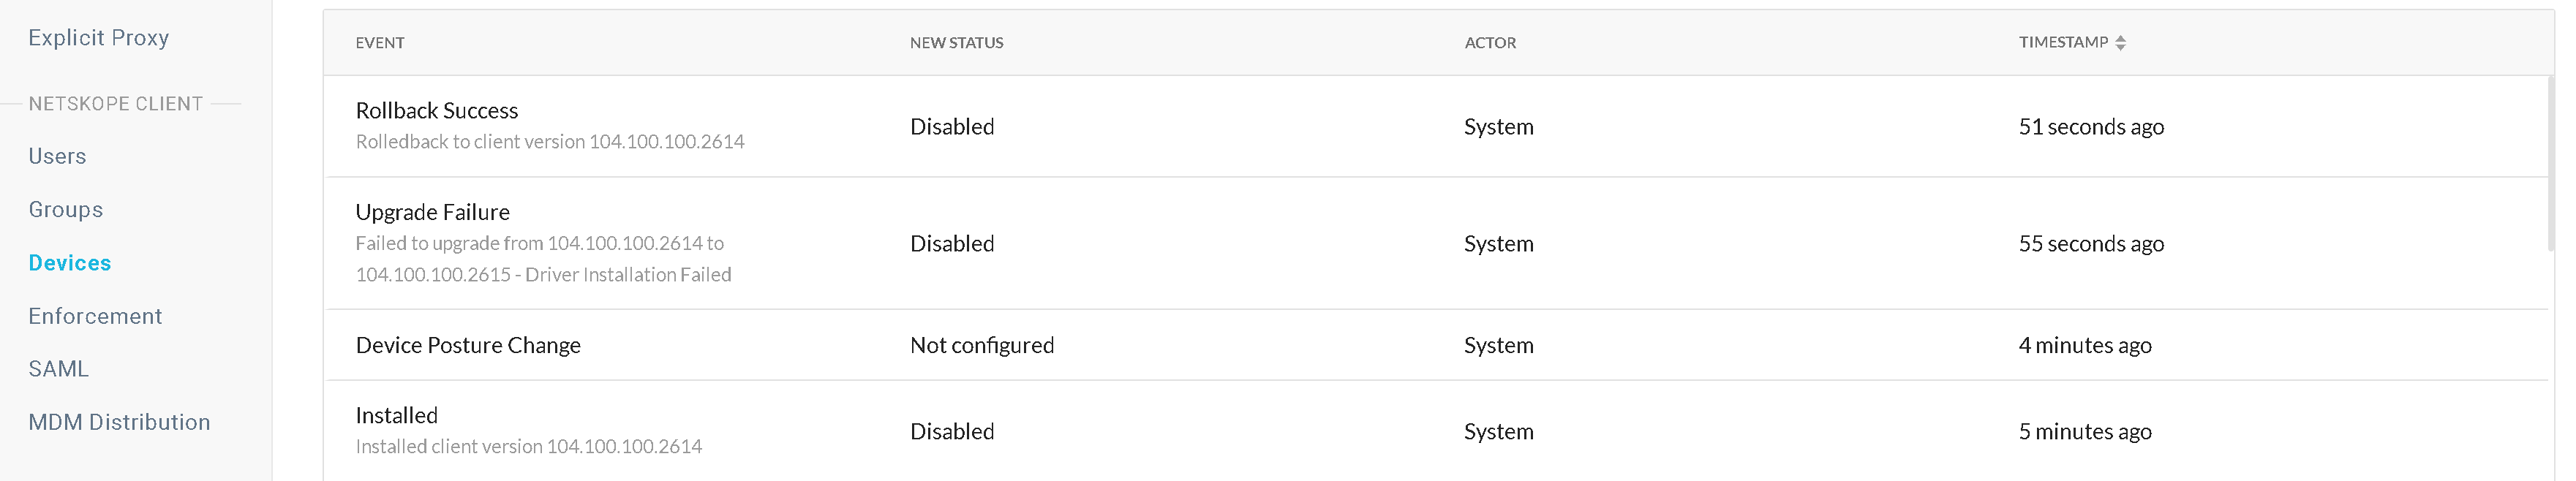 Explicit Proxy
NETSKOPE CLIENT
Users
Groups
Devices
Enforcement
SAML
MDM Distribution
EVENT NEW STATUS ACTOR TIMESTAMP
Rollback Success
Rolledback to client version 104.100.100.2614
Disabled System 51 seconds ago
Upgrade Failure
Failed to upgrade from 104.100.100.2614 to
104.100.100.2615 - Driver Installation Failed
Disabled System 55 seconds ago
Device Posture Change Not configured System 4 minutes ago
Installed
Installed client version 104.100.100.2614
Disabled System 5 minutes ago